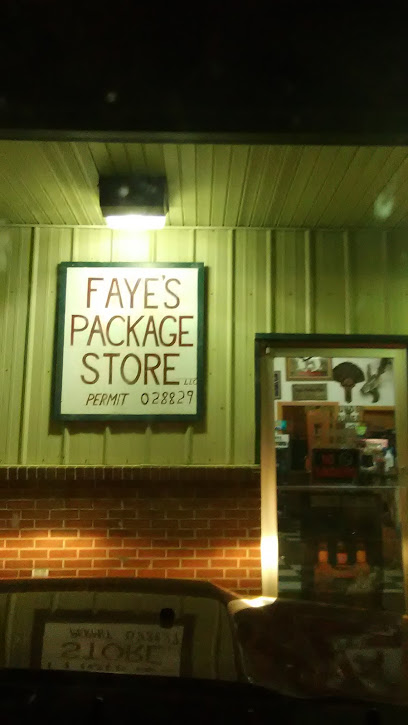 FAYE'S
PACKAGE
STORE LLC
PERMIT 028829